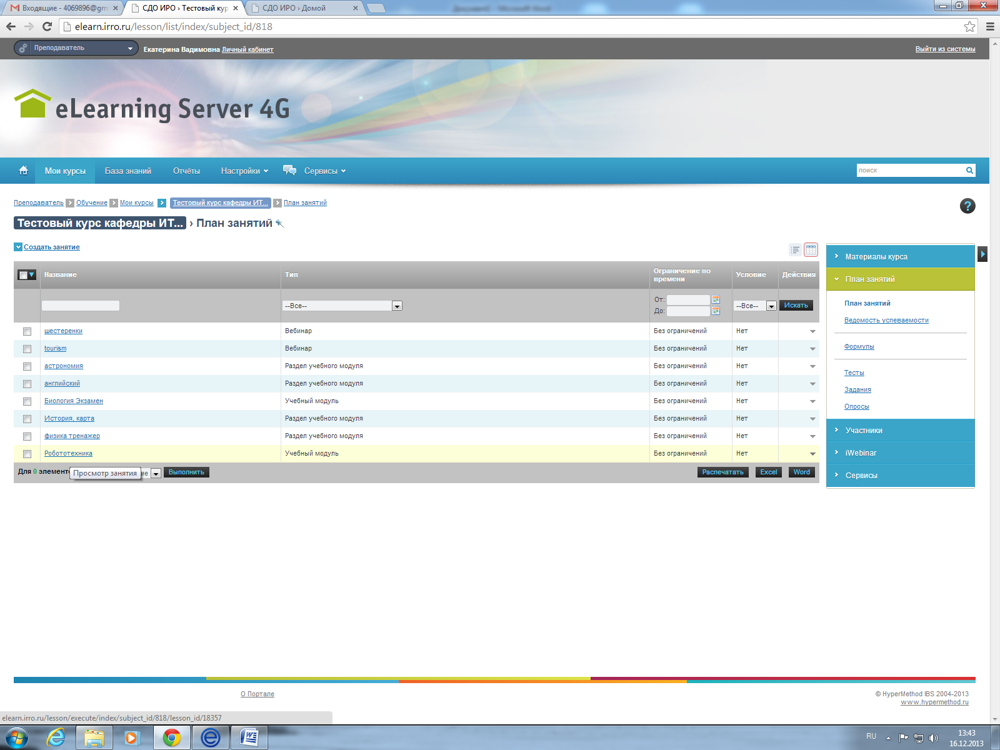 Входящие - 4069896@gm
СДО ИРО › Тестовый кур
СДО ИРО › Домой
Документ1 - Microsoft Word
elearn.irro.ru/lesson/list/index/subject_id/818
Преподаватель
Екатерина Вадимовна Личный кабинет
Выйти из системы
eLearning Server 4G
Мои курсы База знаний Отчёты Настройки Сервисы
поиск
Преподаватель Обучение Мои курсы Тестовый курс кафедры ИТ... План занятий
?
Тестовый курс кафедры ИТ... › План занятий
Создать занятие
Название Тип Ограничение по времени Условие Действия
--Все-- От: До: --Все-- Искать
шестеренки Вебинар Без ограничений Нет
tourism Вебинар Без ограничений Нет
астрономия Раздел учебного модуля Без ограничений Нет
английский Раздел учебного модуля Без ограничений Нет
Биология Экзамен Учебный модуль Без ограничений Нет
История, карта Раздел учебного модуля Без ограничений Нет
физика тренажер Раздел учебного модуля Без ограничений Нет
Робототехника Учебный модуль Без ограничений Нет
Для 0 элементо
Просмотр занятия
ие
Выполнить
Распечатать Excel Word
Материалы курса
План занятий
План занятий
Ведомость успеваемости
Формулы
Тесты
Задания
Опросы
Участники
iWebinar
Сервисы
О Портале
© HyperMethod IBS 2004-2013
www.hypermethod.ru
elearn.irro.ru/lesson/execute/index/subject_id/818/lesson_id/18357
RU
13:43
16.12.2013